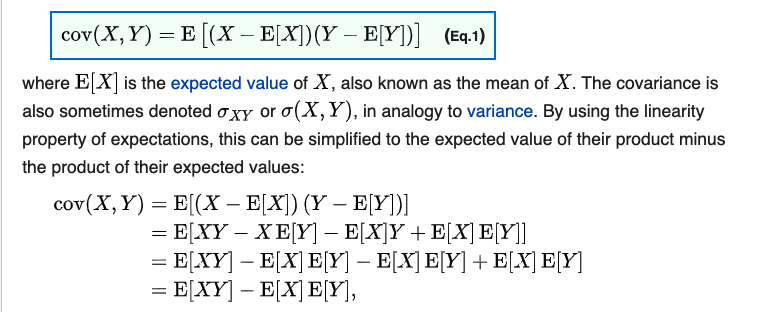 cov(X, Y) = E [(X − E[X])(Y − E[Y])] (Eq.1)
where E[X] is the expected value of X, also known as the mean of X. The covariance is
also sometimes denoted σ_XY or σ(X, Y), in analogy to variance. By using the linearity
property of expectations, this can be simplified to the expected value of their product minus
the product of their expected values:
cov(X, Y) = E[(X − E[X]) (Y − E[Y])]
= E[XY − X E[Y] − E[X]Y + E[X] E[Y]]
= E[XY] − E[X] E[Y] − E[X] E[Y] + E[X] E[Y]
= E[XY] − E[X] E[Y],